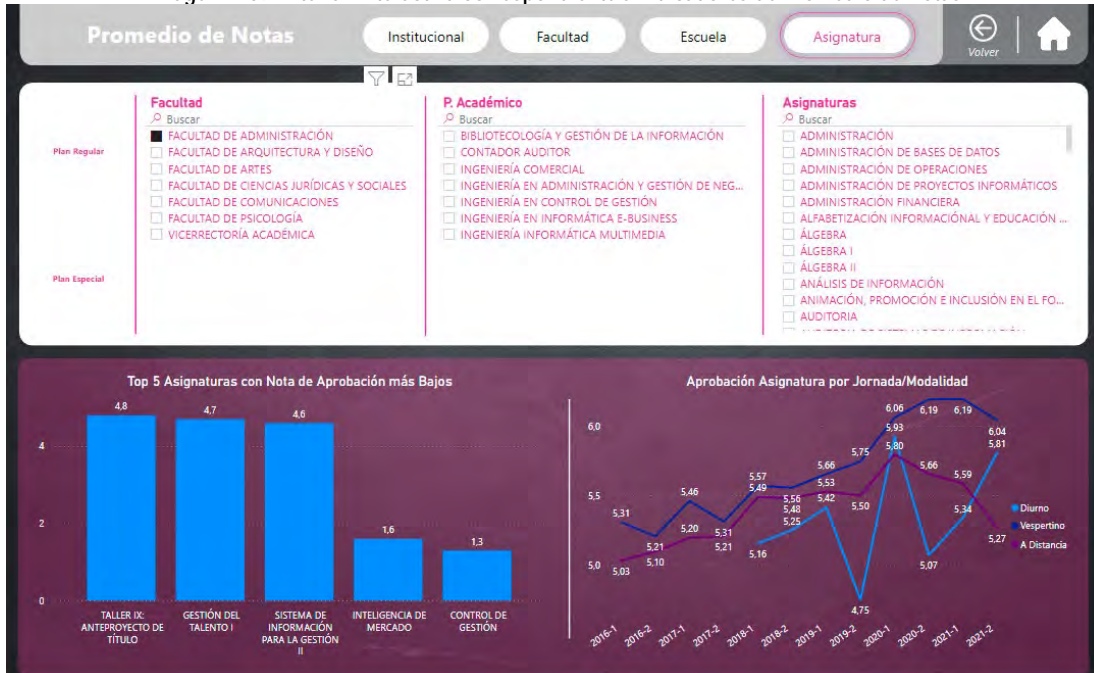 Promedio de Notas
Institucional
Facultad
Escuela
Asignatura
Volver
Plan Regular
Plan Especial
Facultad
Buscar
FACULTAD DE ADMINISTRACIÓN
FACULTAD DE ARQUITECTURA Y DISEÑO
FACULTAD DE ARTES
FACULTAD DE CIENCIAS JURÍDICAS Y SOCIALES
FACULTAD DE COMUNICACIONES
FACULTAD DE PSICOLOGÍA
VICERRECTORÍA ACADÉMICA
P. Académico
Buscar
BIBLIOTECOLOGÍA Y GESTIÓN DE LA INFORMACIÓN
CONTADOR AUDITOR
INGENIERÍA COMERCIAL
INGENIERÍA EN ADMINISTRACIÓN Y GESTIÓN DE NEG...
INGENIERÍA EN CONTROL DE GESTIÓN
INGENIERÍA EN INFORMÁTICA E-BUSINESS
INGENIERÍA INFORMÁTICA MULTIMEDIA
Asignaturas
Buscar
ADMINISTRACIÓN
ADMINISTRACIÓN DE BASES DE DATOS
ADMINISTRACIÓN DE OPERACIONES
ADMINISTRACIÓN DE PROYECTOS INFORMÁTICOS
ADMINISTRACIÓN FINANCIERA
ALFABETIZACIÓN INFORMACIÓNAL Y EDUCACIÓN ...
ÁLGEBRA
ÁLGEBRA I
ÁLGEBRA II
ANÁLISIS DE INFORMACIÓN
ANIMACIÓN, PROMOCIÓN E INCLUSIÓN EN EL FO...
AUDITORIA
Top 5 Asignaturas con Nota de Aprobación más Bajos
4,8
4,7
4,6
1,6
1,3
4
2
0
TALLER IX:
ANTEPROYECTO DE
TÍTULO
GESTIÓN DEL
TALENTO I
SISTEMA DE
INFORMACIÓN
PARA LA GESTIÓN
II
INTELIGENCIA DE
MERCADO
CONTROL DE
GESTIÓN
Aprobación Asignatura por Jornada/Modalidad
6,0
5,5
5,0
5,31
5,21
5,46
5,31
5,57
5,56
5,66
5,75
6,06
6,19
6,19
6,04
5,03
5,10
5,20
5,21
5,49
5,48
5,53
5,50
5,80
5,66
5,59
5,27
5,16
5,25
5,42
4,75
5,93
5,07
5,34
5,81
2016-1
2016-2
2017-1
2017-2
2018-1
2018-2
2019-1
2019-2
2020-1
2020-2
2021-1
2021-2
Diurno
Vespertino
A Distancia